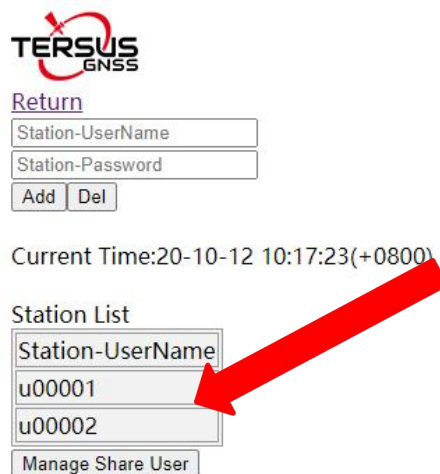 TERSUS
GNSS
Return
Station-UserName
Station-Password
Add Del
Current Time:20-10-12 10:17:23(+0800)
Station List
Station-UserName
u00001
u00002
Manage Share User